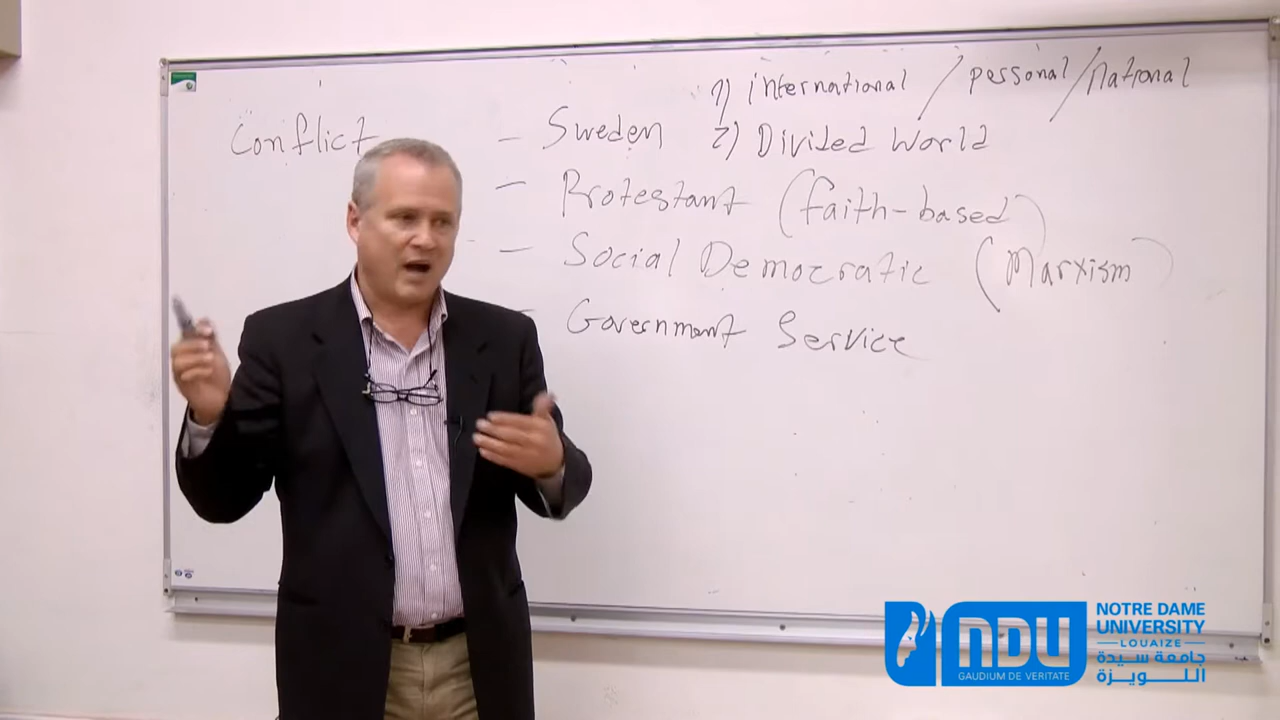 1) international / personal / national
Conflict
- Sweden 2) Divided World
- Protestant (faith-based)
- Social Democratic (Marxism)
- Government Service
NDU
GAUDIUM DE VERITATE
NOTRE DAME
UNIVERSITY
LOUAIZE
جامعة سيدة
اللويزة